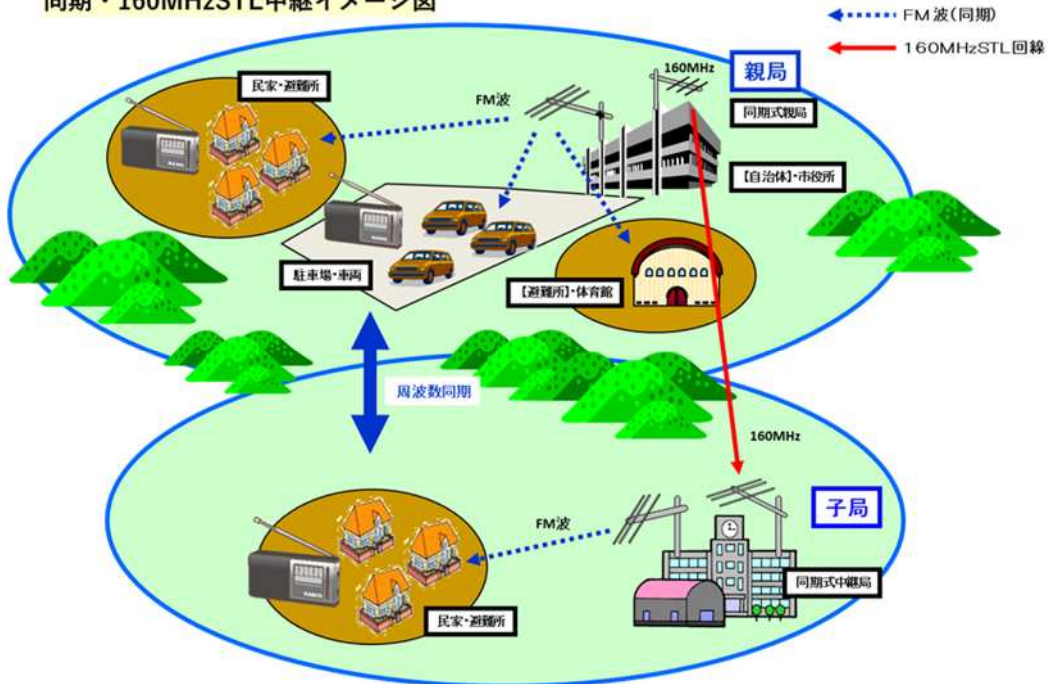 同期・160MHzSTL中継イメージ図
FM波(同期)
160MHzSTL回線
160MHz
親局
民家・避難所
FM波
同期式親局
【自治体】・市役所
駐車場・車両
【避難所】・体育館
周波数同期
160MHz
子局
FM波
同期式中継局
民家・避難所